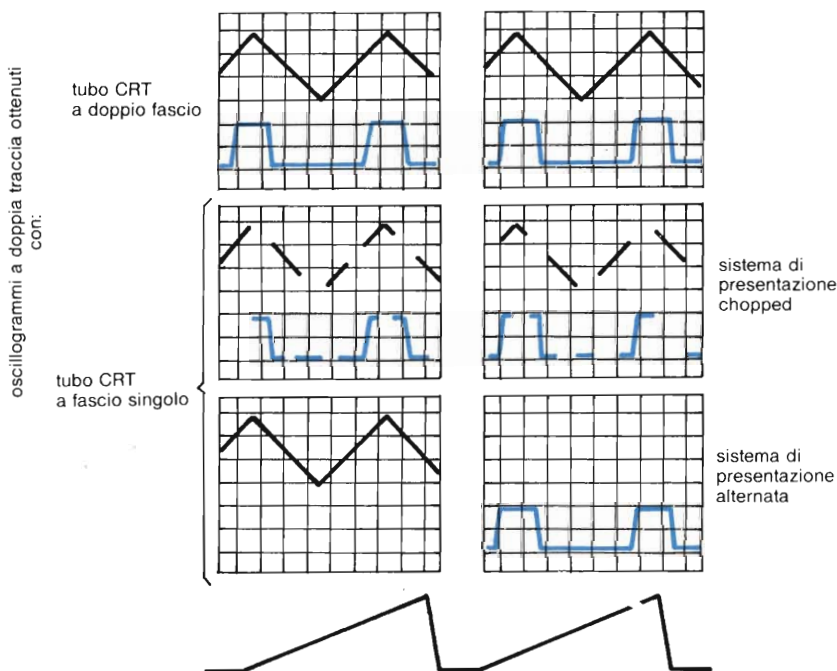 oscillogrammi a doppia traccia ottenuti
con:
tubo CRT
a doppio fascio
tubo CRT
a fascio singolo
sistema di
presentazione
chopped
sistema di
presentazione
alternata